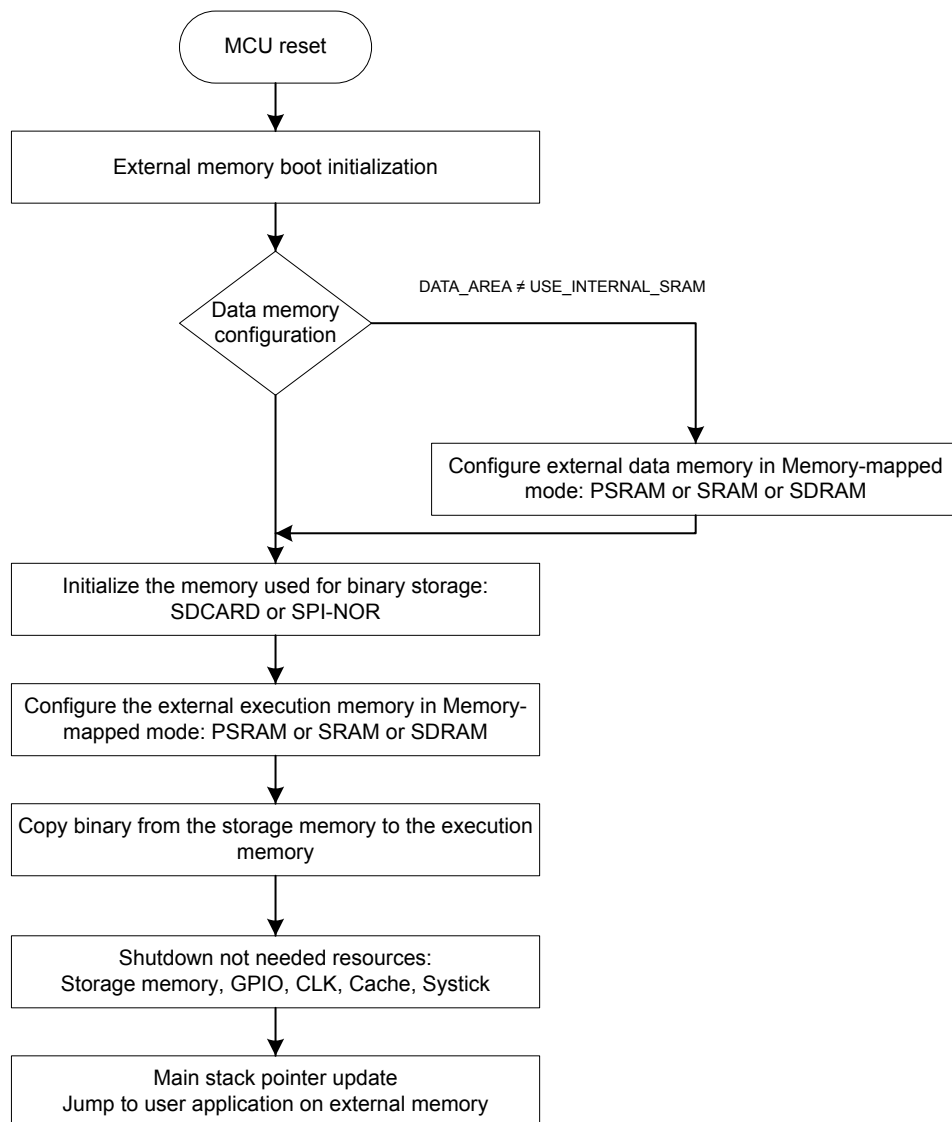 MCU reset
External memory boot initialization
DATA_AREA ≠ USE_INTERNAL_SRAM
Data memory
configuration
Configure external data memory in Memory-mapped
mode: PSRAM or SRAM or SDRAM
Initialize the memory used for binary storage:
SDCARD or SPI-NOR
Configure the external execution memory in Memory-
mapped mode: PSRAM or SRAM or SDRAM
Copy binary from the storage memory to the execution
memory
Shutdown not needed resources:
Storage memory, GPIO, CLK, Cache, Systick
Main stack pointer update
Jump to user application on external memory